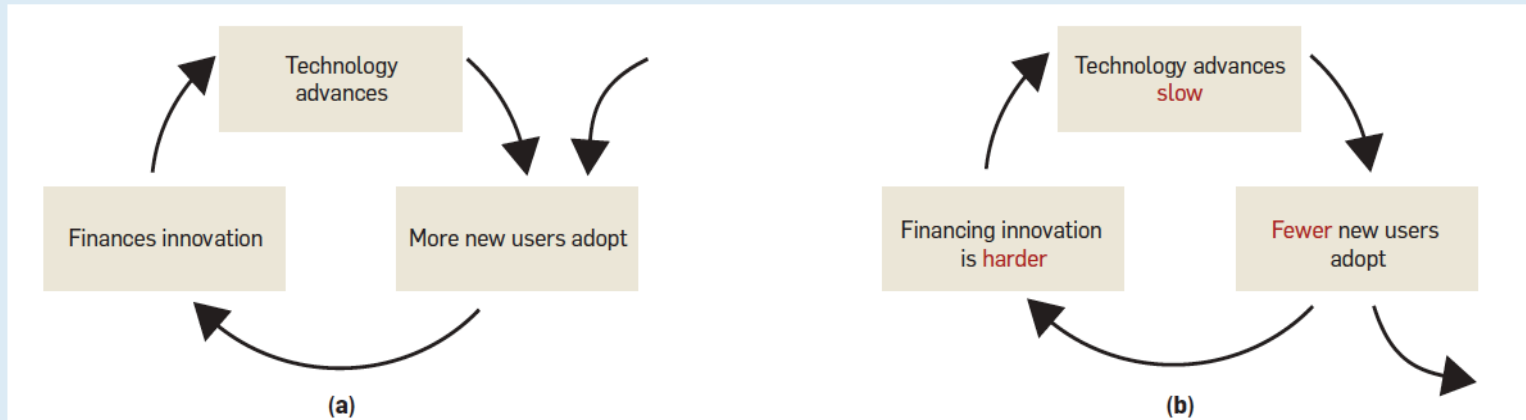 Technology
advances
Finances innovation
More new users adopt
(a)
Technology advances
slow
Financing innovation
is harder
Fewer new users
adopt
(b)